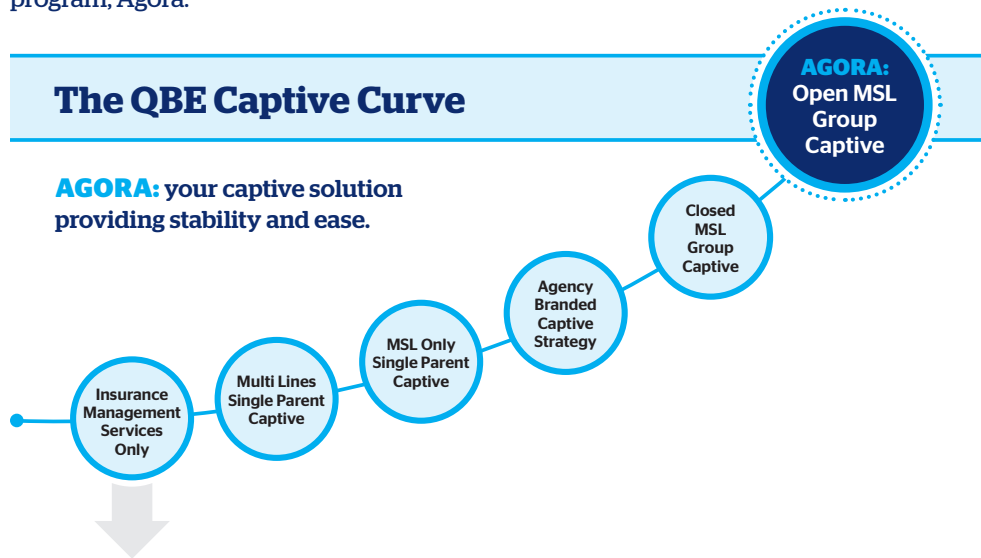 program, Agora.
The QBE Captive Curve
AGORA:
Open MSL
Group
Captive
AGORA: your captive solution
providing stability and ease.
Closed
MSL
Group
Captive
Agency
Branded
Captive
Strategy
MSL Only
Single Parent
Captive
Multi Lines
Single Parent
Captive
Insurance
Management
Services
Only